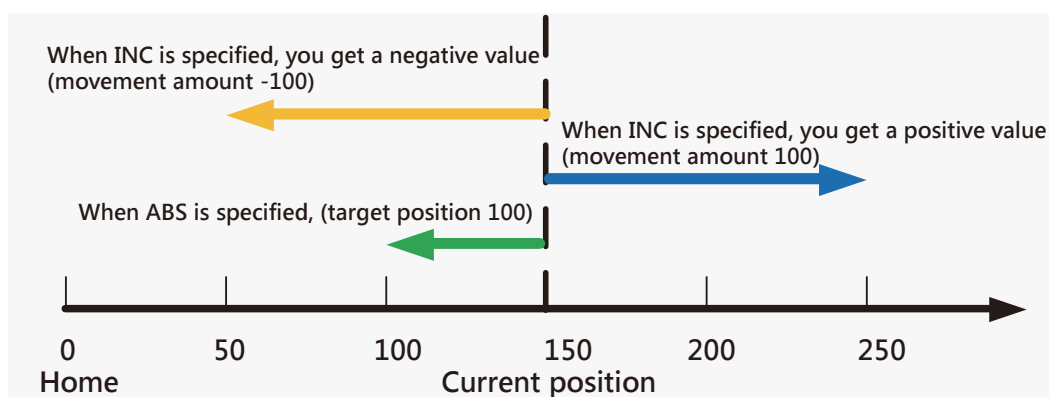 When INC is specified, you get a negative value
(movement amount -100)
When INC is specified, you get a positive value
(movement amount 100)
When ABS is specified, (target position 100)
0 50 100 150 200 250
Home Current position